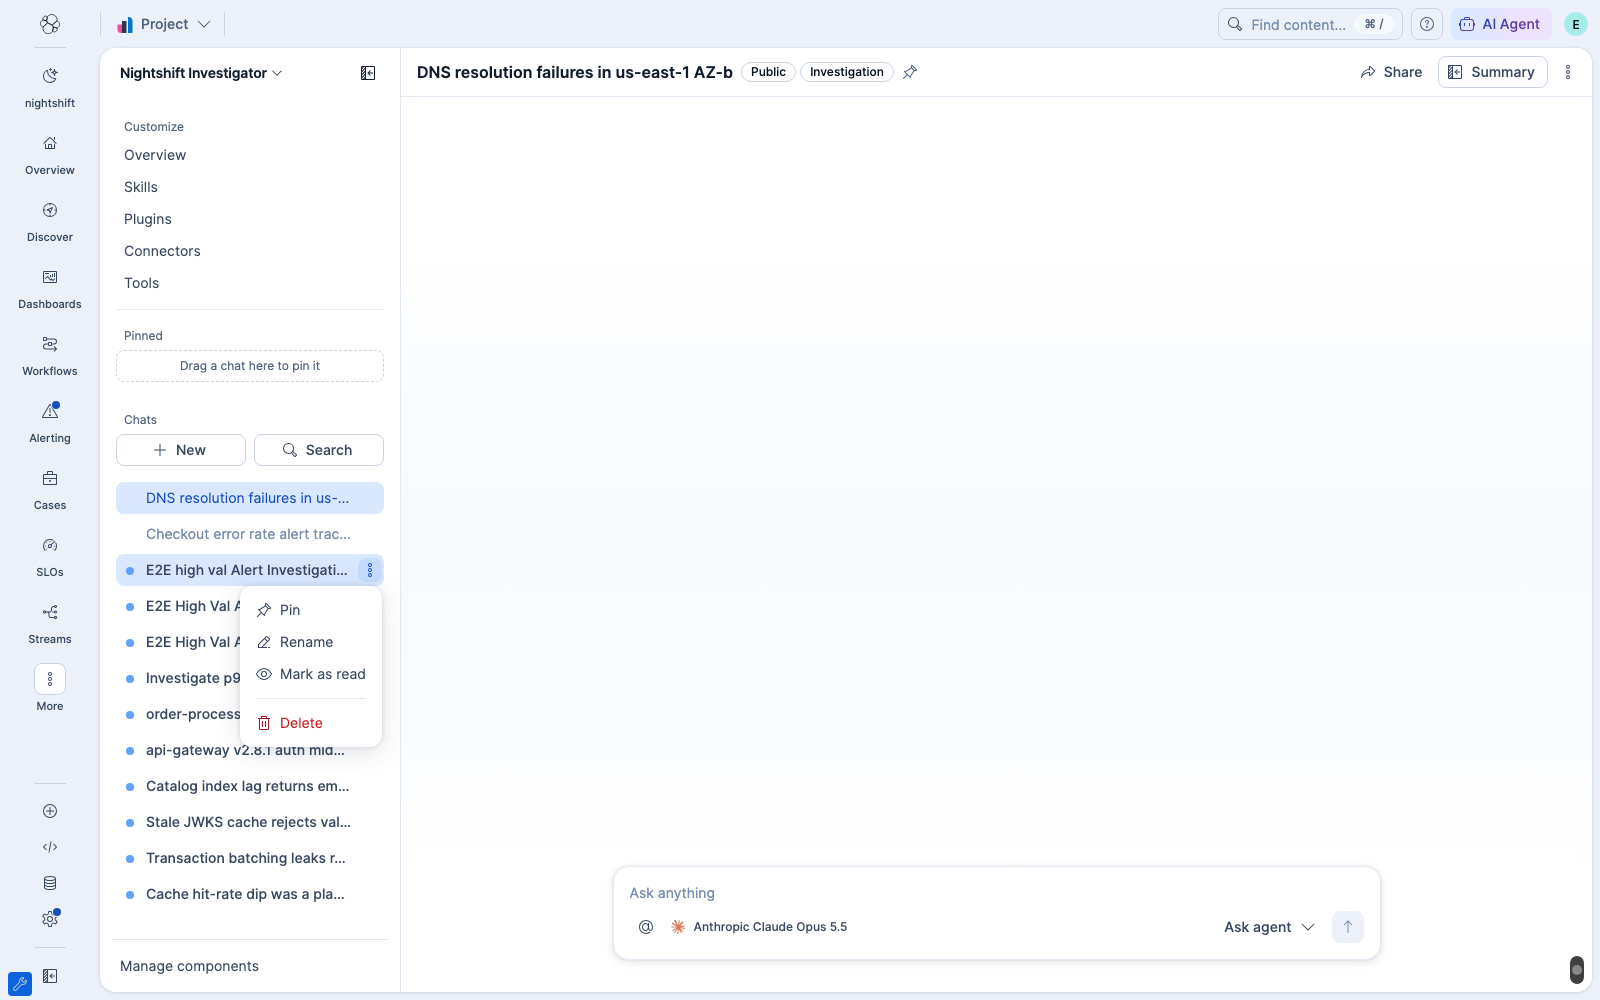 Project
Find content...
⌘ /
AI Agent
E
nightshift
Overview
Discover
Dashboards
Workflows
Alerting
Cases
SLOs
Streams
More
Nightshift Investigator
Customize
Overview
Skills
Plugins
Connectors
Tools
Pinned
Drag a chat here to pin it
Chats
New
Search
DNS resolution failures in us-...
Checkout error rate alert trac...
E2E high val Alert Investigati...
E2E High Val A
E2E High Val A
Investigate p9
order-process
api-gateway v2.8.1 auth mid...
Catalog index lag returns em...
Stale JWKS cache rejects val...
Transaction batching leaks r...
Cache hit-rate dip was a pla...
Pin
Rename
Mark as read
Delete
Manage components
DNS resolution failures in us-east-1 AZ-b
Public
Investigation
Share
Summary
Ask anything
@
Anthropic Claude Opus 5.5
Ask agent